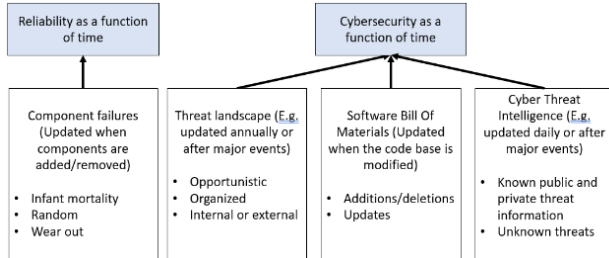 Reliability as a function
of time
Cybersecurity as a
function of time
Component failures
(Updated when
components are
added/removed)
• Infant mortality
• Random
• Wear out
Threat landscape (E.g.
updated annually or
after major events)
• Opportunistic
• Organized
• Internal or external
Software Bill Of
Materials (Updated
when the code base is
modified)
• Additions/deletions
• Updates
Cyber Threat
Intelligence (E.g.
updated daily or after
major events)
• Known public and
private threat
information
• Unknown threats